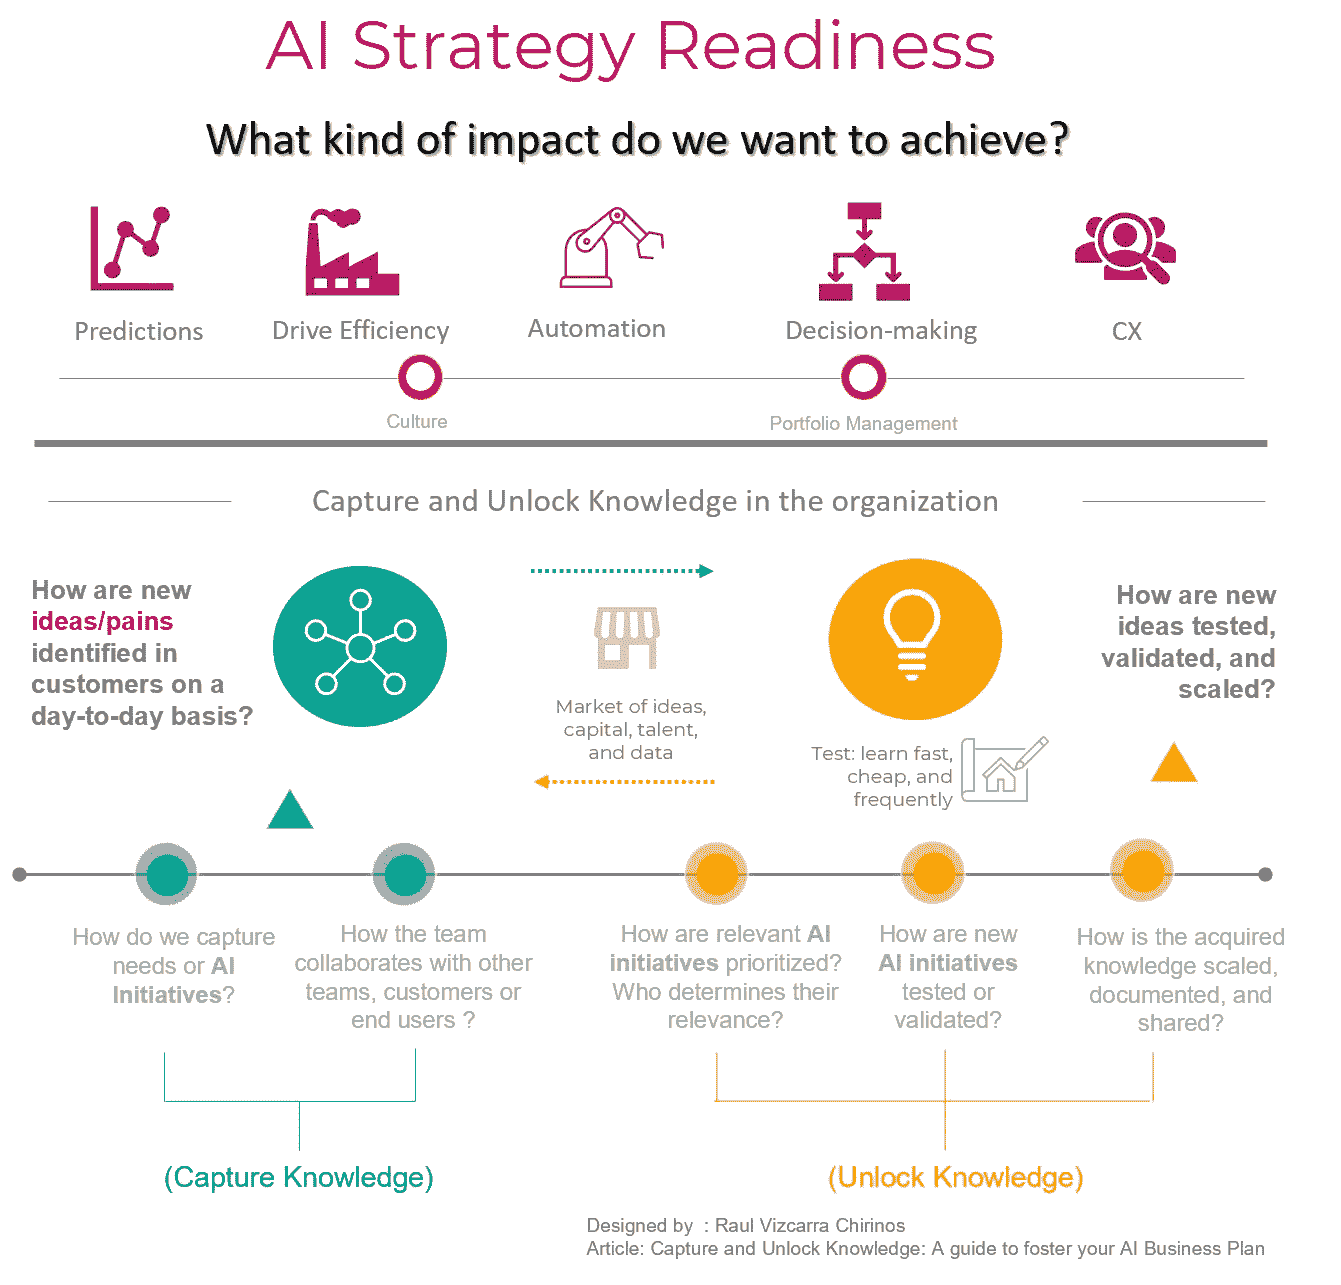 AI Strategy Readiness
What kind of impact do we want to achieve?
Predictions
Drive Efficiency
Automation
Decision-making
CX
Culture
Portfolio Management
Capture and Unlock Knowledge in the organization
How are new
ideas/pains
identified in
customers on a
day-to-day basis?
Market of ideas,
capital, talent,
and data
Test: learn fast,
cheap, and
frequently
How are new
ideas tested,
validated, and
scaled?
How do we capture
needs or AI
Initiatives?
How the team
collaborates with other
teams, customers or
end users ?
How are relevant AI
initiatives prioritized?
Who determines their
relevance?
How are new
AI initiatives
tested or
validated?
How is the acquired
knowledge scaled,
documented, and
shared?
(Capture Knowledge)
(Unlock Knowledge)
Designed by  : Raul Vizcarra Chirinos
Article: Capture and Unlock Knowledge: A guide to foster your AI Business Plan